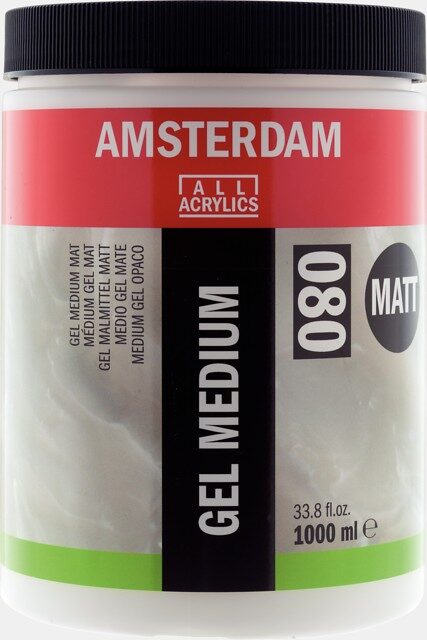 AMSTERDAM
ALL
ACRYLICS
GEL MEDIUM MAT
MÉDIUM GEL MAT
GEL MALMITTEL MATT
MEDIO GEL MATE
MEDIUM GEL OPACO
GEL MEDIUM
080
MATT
33.8 fl.oz.
1000 ml ℮